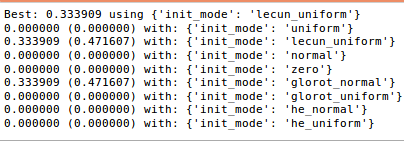 Best: 0.333909 using {'init_mode': 'lecun_uniform'}
0.000000 (0.000000) with: {'init_mode': 'uniform'}
0.333909 (0.471607) with: {'init_mode': 'lecun_uniform'}
0.000000 (0.000000) with: {'init_mode': 'normal'}
0.000000 (0.000000) with: {'init_mode': 'zero'}
0.333909 (0.471607) with: {'init_mode': 'glorot_normal'}
0.000000 (0.000000) with: {'init_mode': 'glorot_uniform'}
0.000000 (0.000000) with: {'init_mode': 'he_normal'}
0.000000 (0.000000) with: {'init_mode': 'he_uniform'}